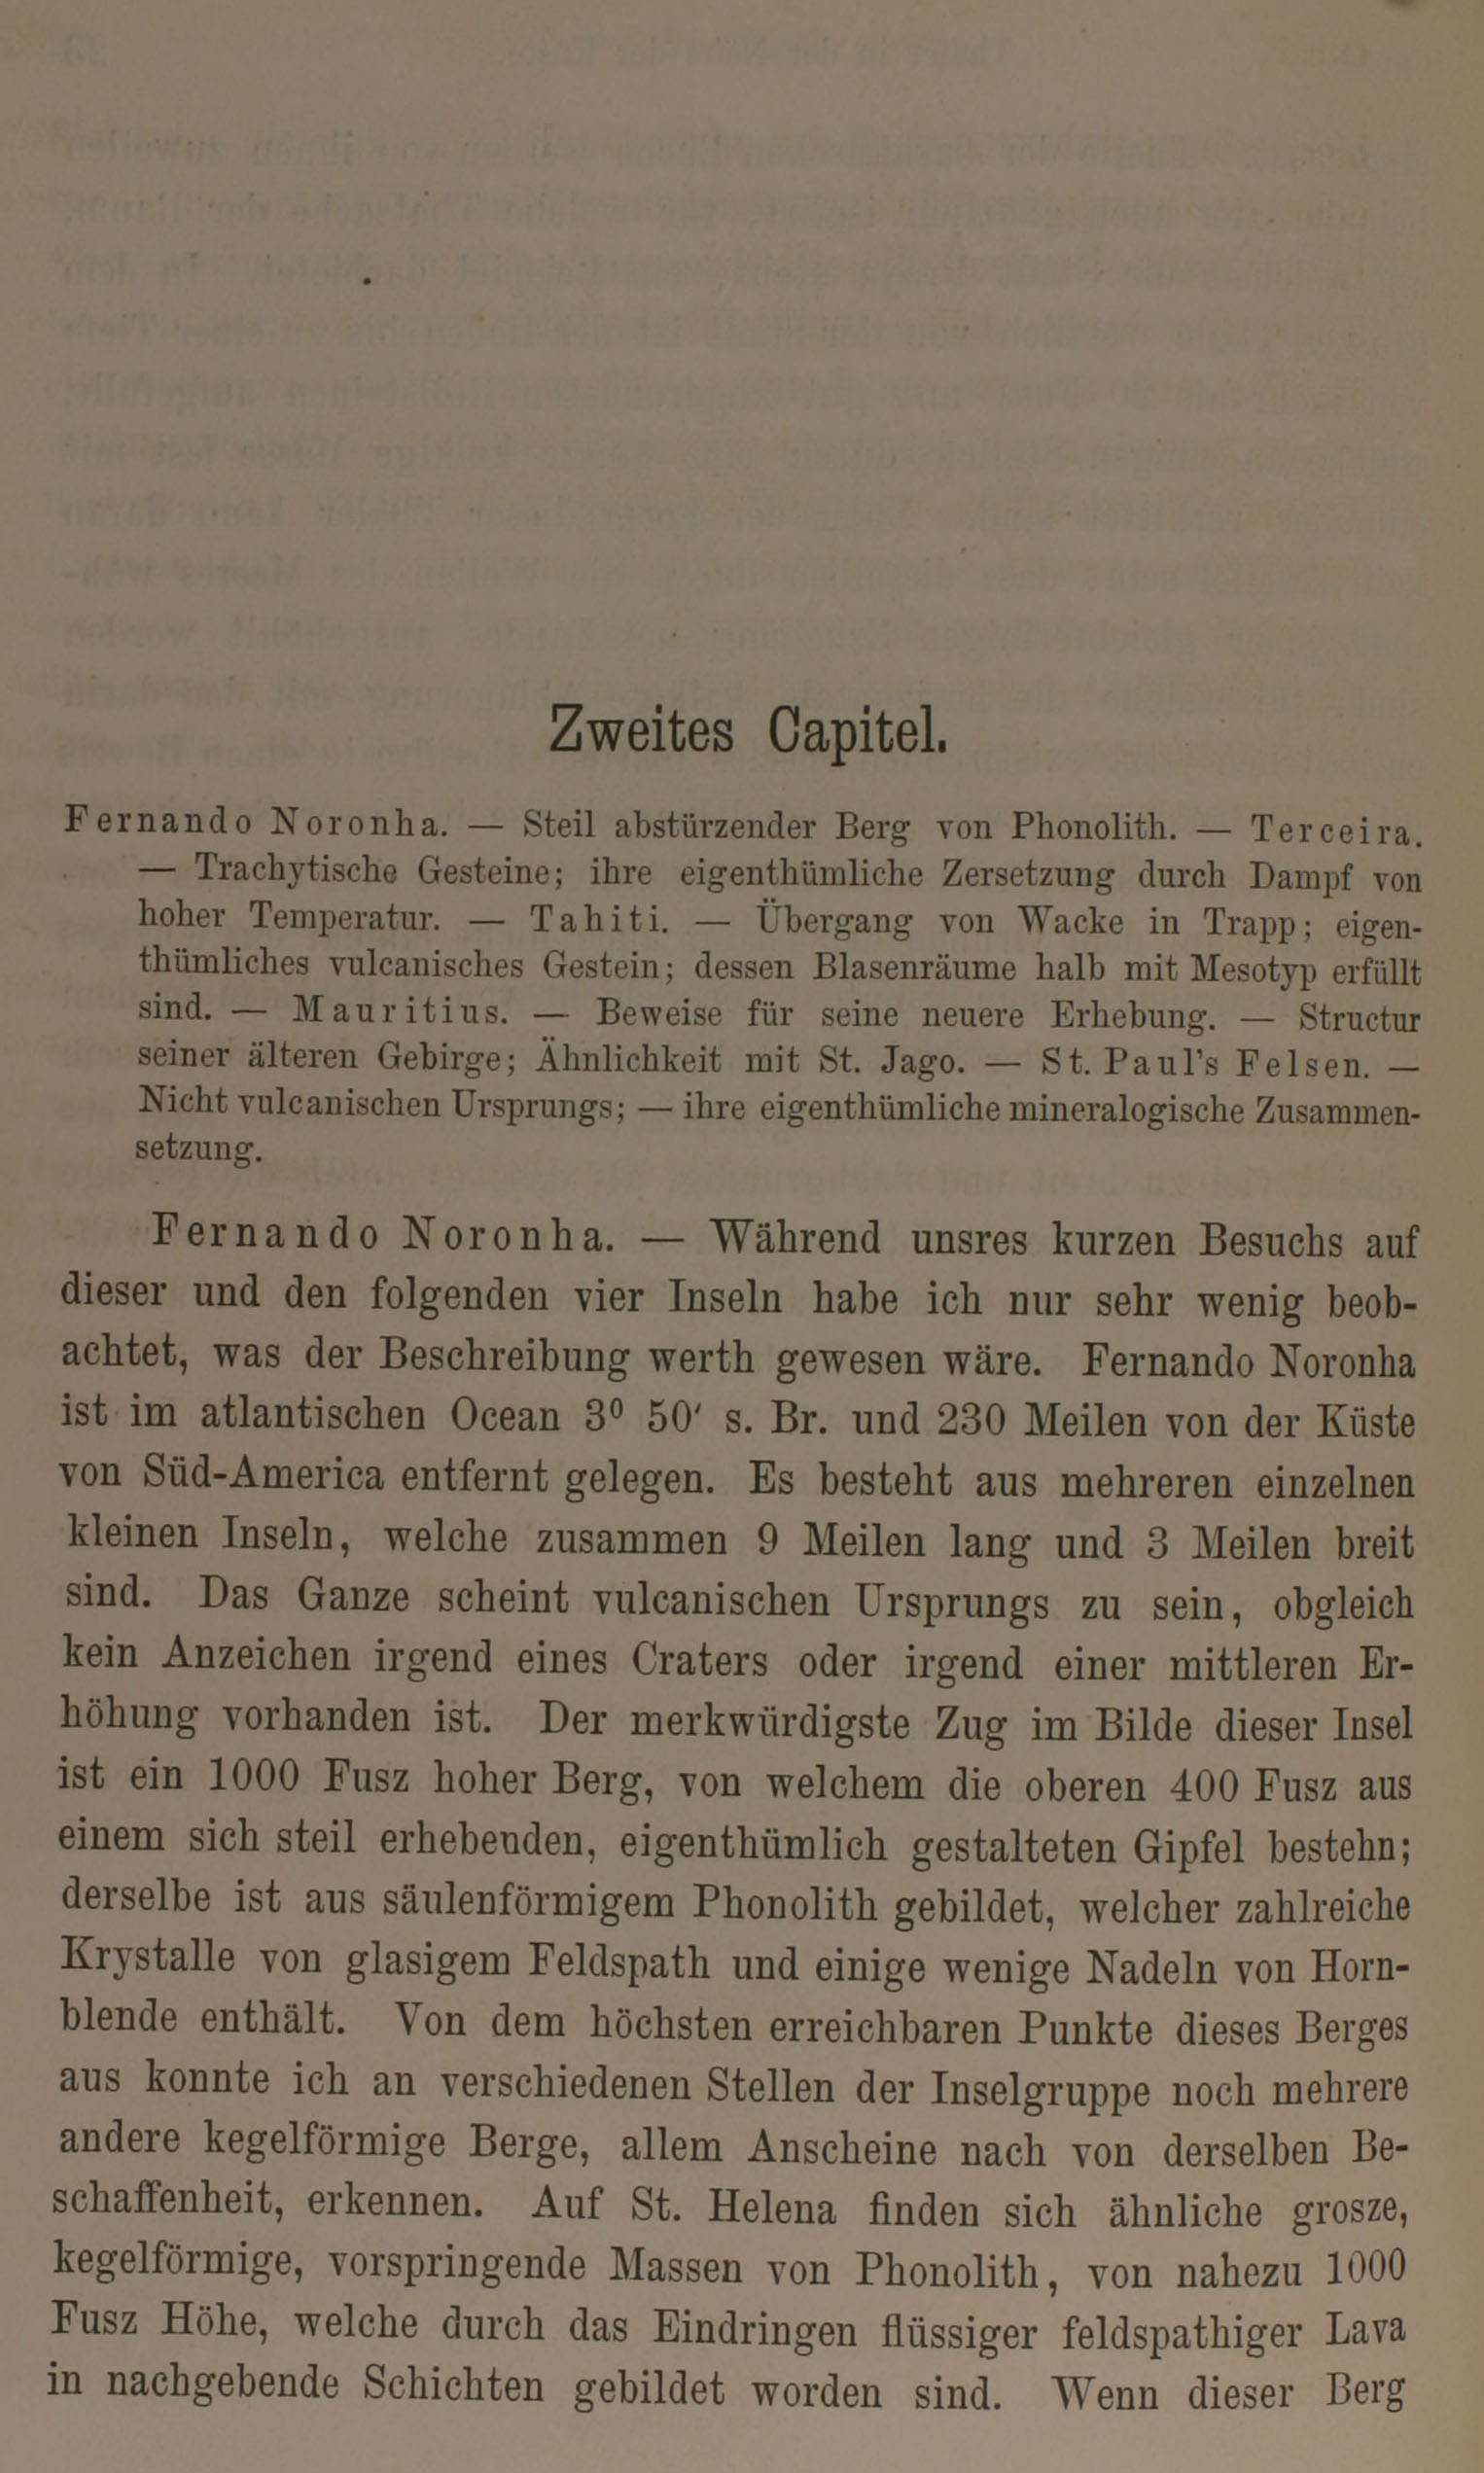 Zweites Capitel.
Fernando Noronha. — Steil abstürzender Berg von Phonolith. — Terceira.
— Trachytische Gesteine; ihre eigenthümliche Zersetzung durch Dampf von
hoher Temperatur. — Tahiti. — Übergang von Wacke in Trapp; eigen-
thümliches vulcanisches Gestein; dessen Blasenräume halb mit Mesotyp erfüllt
sind. — Mauritius. — Beweise für seine neuere Erhebung. — Structur
seiner älteren Gebirge; Ähnlichkeit mit St. Jago. — St. Paul's Felsen. —
Nicht vulcanischen Ursprungs; — ihre eigenthümliche mineralogische Zusammen-
setzung.
Fernando Noronha. — Während unsres kurzen Besuchs auf
dieser und den folgenden vier Inseln habe ich nur sehr wenig beob-
achtet, was der Beschreibung werth gewesen wäre. Fernando Noronha
ist im atlantischen Ocean 3⁰ 50′ s. Br. und 230 Meilen von der Küste
von Süd-America entfernt gelegen. Es besteht aus mehreren einzelnen
kleinen Inseln, welche zusammen 9 Meilen lang und 3 Meilen breit
sind. Das Ganze scheint vulcanischen Ursprungs zu sein, obgleich
kein Anzeichen irgend eines Craters oder irgend einer mittleren Er-
höhung vorhanden ist. Der merkwürdigste Zug im Bilde dieser Insel
ist ein 1000 Fusz hoher Berg, von welchem die oberen 400 Fusz aus
einem sich steil erhebenden, eigenthümlich gestalteten Gipfel bestehn;
derselbe ist aus säulenförmigem Phonolith gebildet, welcher zahlreiche
Krystalle von glasigem Feldspath und einige wenige Nadeln von Horn-
blende enthält. Von dem höchsten erreichbaren Punkte dieses Berges
aus konnte ich an verschiedenen Stellen der Inselgruppe noch mehrere
andere kegelförmige Berge, allem Anscheine nach von derselben Be-
schaffenheit, erkennen. Auf St. Helena finden sich ähnliche grosze,
kegelförmige, vorspringende Massen von Phonolith, von nahezu 1000
Fusz Höhe, welche durch das Eindringen flüssiger feldspathiger Lava
in nachgebende Schichten gebildet worden sind. Wenn dieser Berg